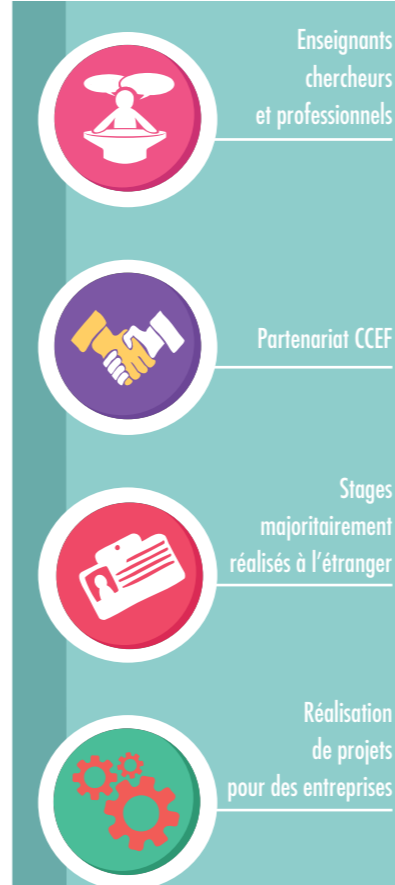 Enseignants
chercheurs
et professionnels
Partenariat CCEF
Stages
majoritairement
réalisés à l'étranger
Réalisation
de projets
pour des entreprises